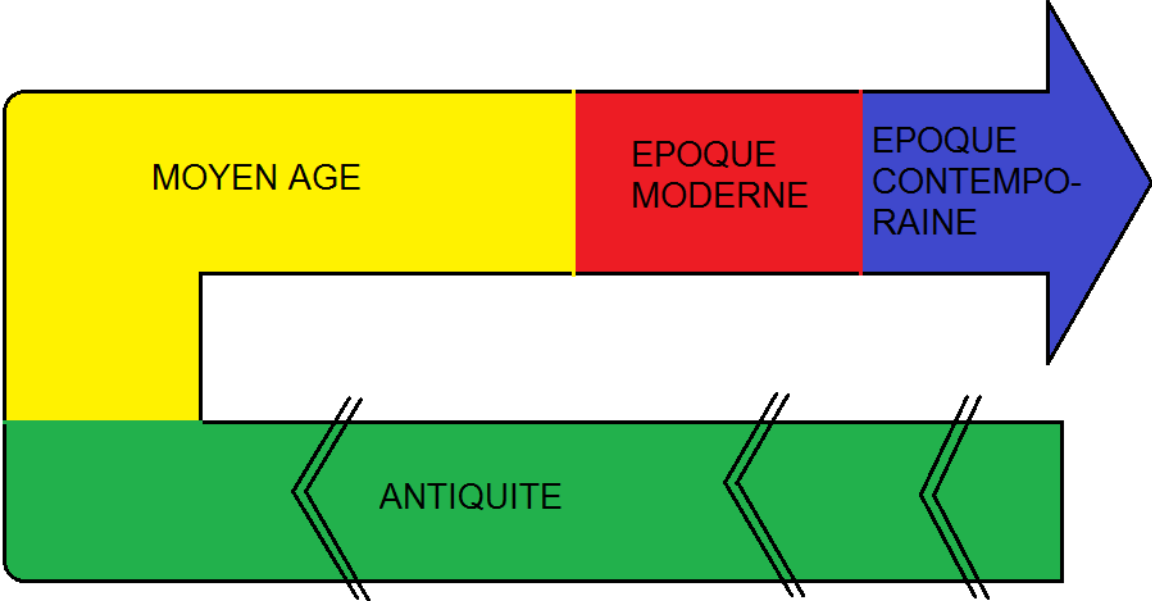 MOYEN AGE
EPOQUE
MODERNE
EPOQUE
CONTEMPO-
RAINE
ANTIQUITE